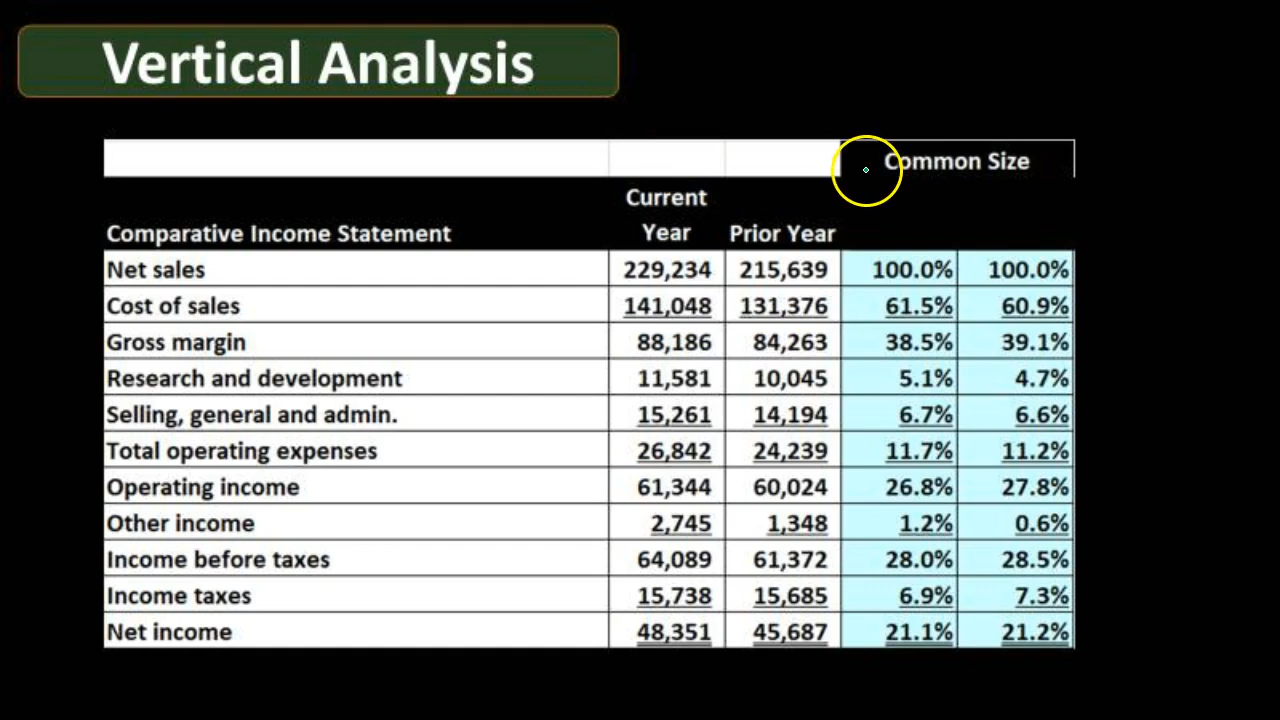 Vertical Analysis
Common Size
Current
Comparative Income Statement Year Prior Year
Net sales 229,234 215,639 100.0% 100.0%
Cost of sales 141,048 131,376 61.5% 60.9%
Gross margin 88,186 84,263 38.5% 39.1%
Research and development 11,581 10,045 5.1% 4.7%
Selling, general and admin. 15,261 14,194 6.7% 6.6%
Total operating expenses 26,842 24,239 11.7% 11.2%
Operating income 61,344 60,024 26.8% 27.8%
Other income 2,745 1,348 1.2% 0.6%
Income before taxes 64,089 61,372 28.0% 28.5%
Income taxes 15,738 15,685 6.9% 7.3%
Net income 48,351 45,687 21.1% 21.2%